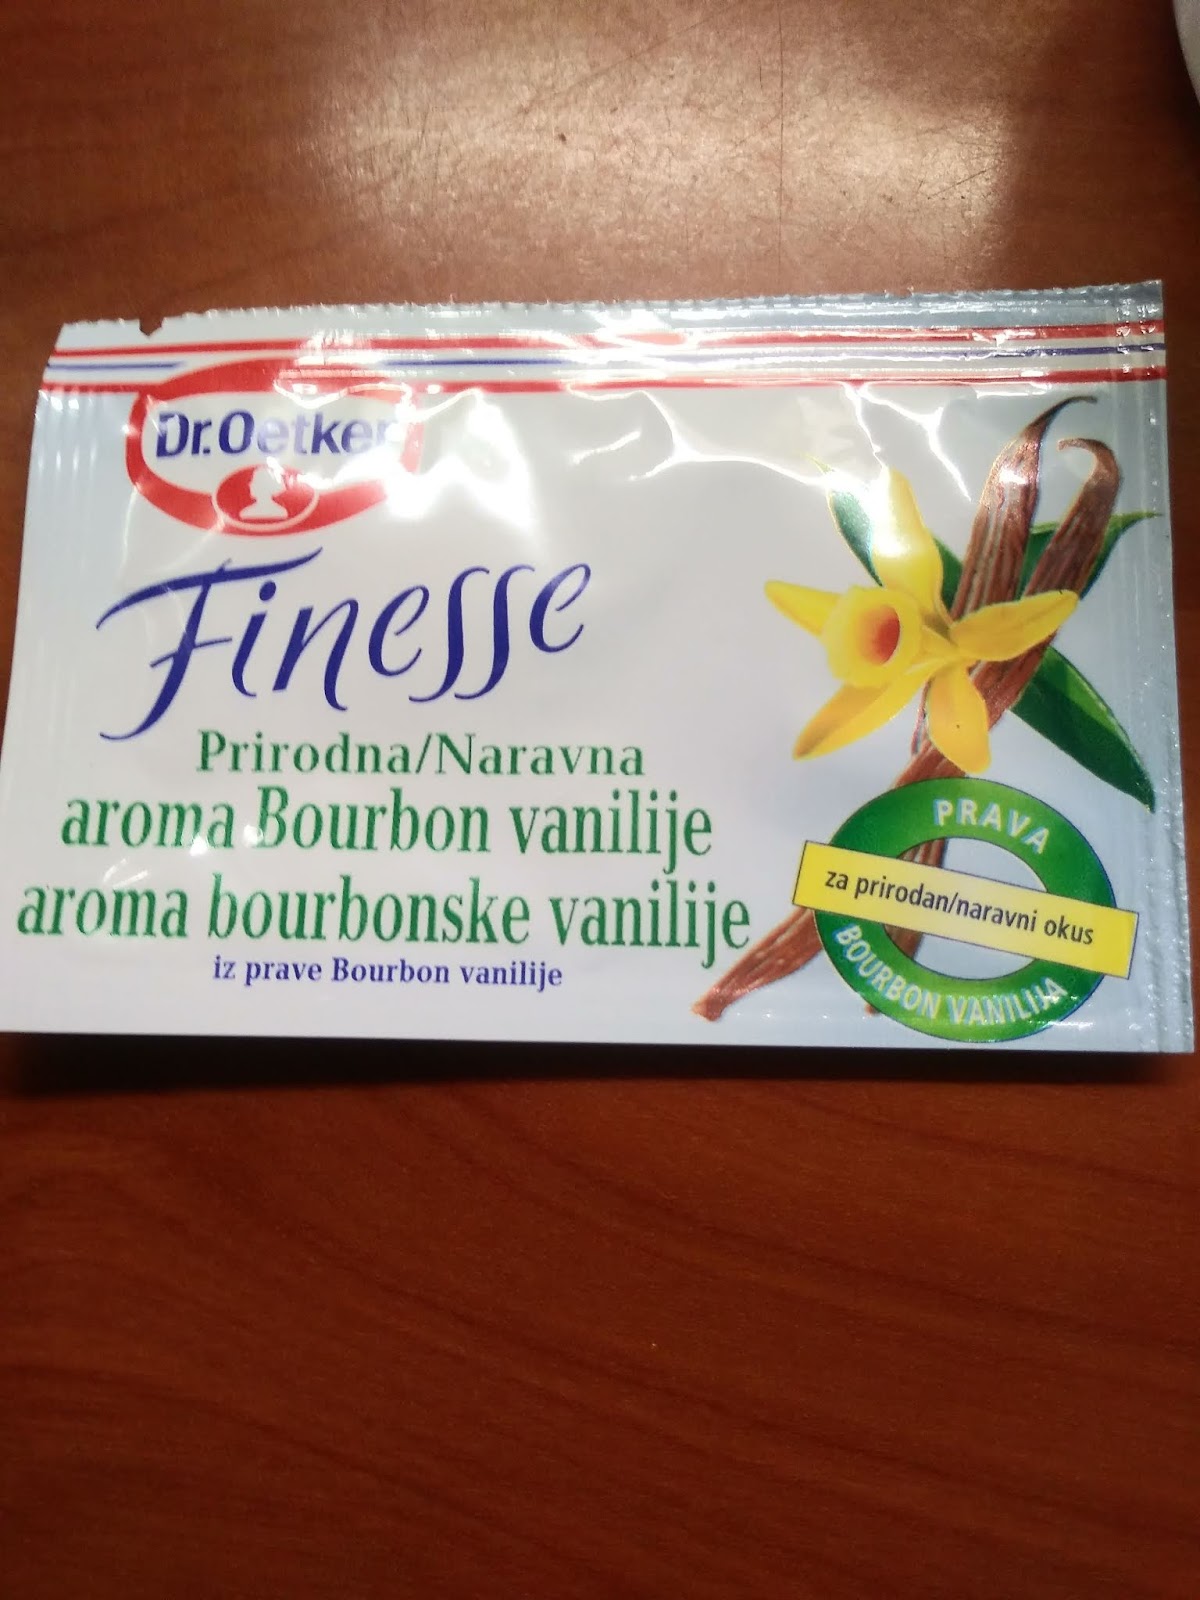 Dr.Oetker
Finesse
Prirodna/Naravna
aroma Bourbon vanilije
aroma bourbonske vanilije
iz prave Bourbon vanilije
PRAVA
za prirodan/naravni okus
BOURBON VANILIJA